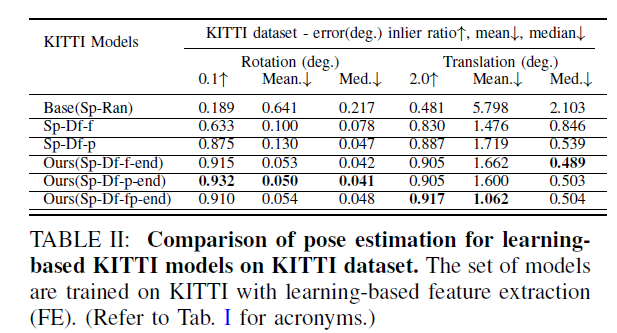 KITTI Models KITTI dataset - error(deg.) inlier ratio↑, mean↓, median↓
Rotation (deg.) Translation (deg.)
0.1↑ Mean.↓ Med.↓ 2.0↑ Mean.↓ Med.↓
Base(Sp-Ran) 0.189 0.641 0.217 0.481 5.798 2.103
Sp-Df-f 0.633 0.100 0.078 0.830 1.476 0.846
Sp-Df-p 0.875 0.130 0.047 0.887 1.719 0.539
Ours(Sp-Df-f-end) 0.915 0.053 0.042 0.905 1.662 0.489
Ours(Sp-Df-p-end) 0.932 0.050 0.041 0.905 1.600 0.503
Ours(Sp-Df-fp-end) 0.910 0.054 0.048 0.917 1.062 0.504
TABLE II: Comparison of pose estimation for learning-
based KITTI models on KITTI dataset. The set of models
are trained on KITTI with learning-based feature extraction
(FE). (Refer to Tab. I for acronyms.)